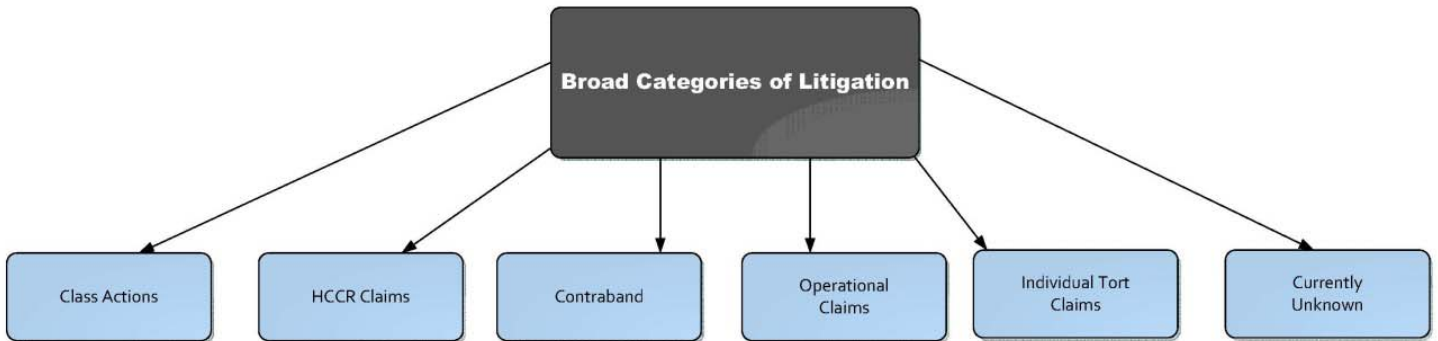 Broad Categories of Litigation
Class Actions
HCCR Claims
Contraband
Operational
Claims
Individual Tort
Claims
Currently
Unknown